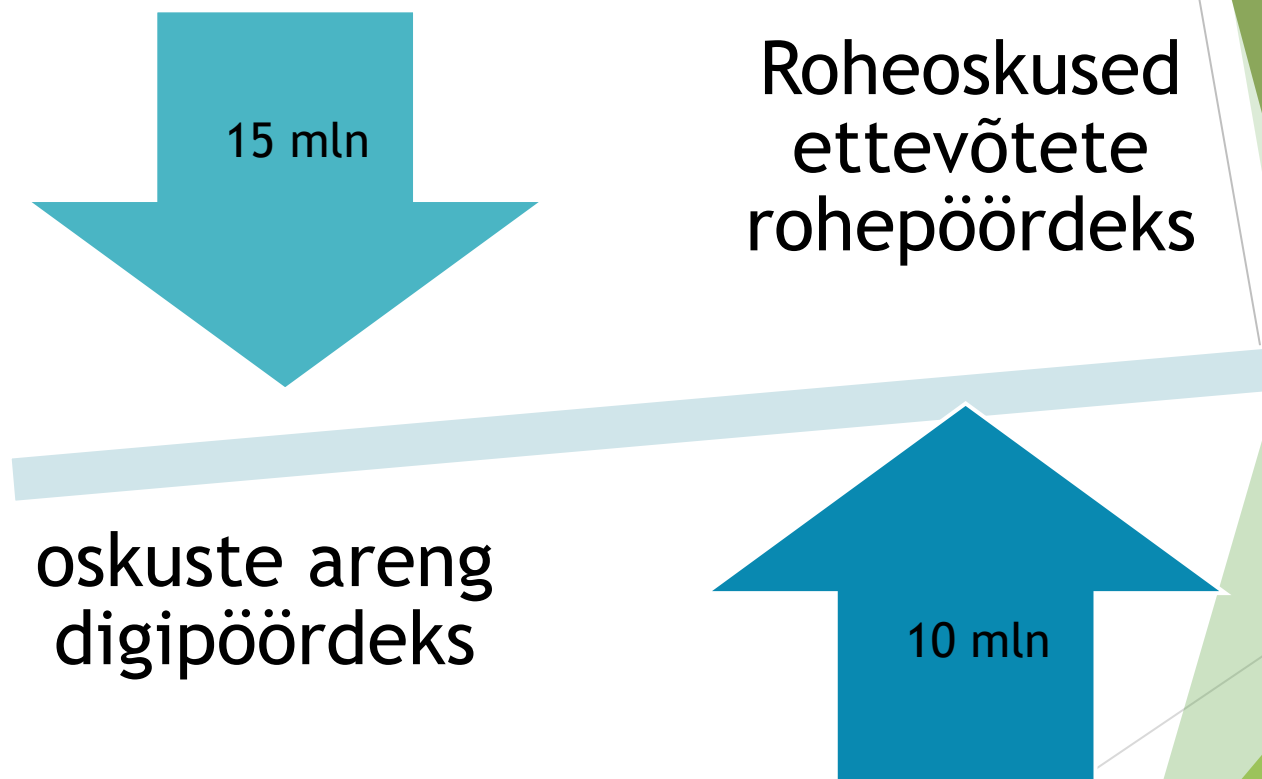 15 mln
Roheoskused
ettevõtete
rohepöördeks
oskuste areng
digipöördeks
10 mln